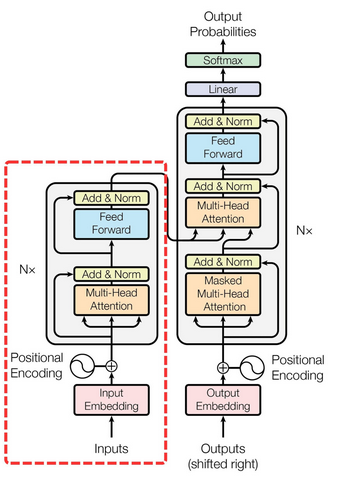 Output
Probabilities
Softmax
Linear
Add & Norm
Feed
Forward
Add & Norm
Multi-Head
Attention
Add & Norm
Masked
Multi-Head
Attention
N×
Positional
Encoding
Output
Embedding
Outputs
(shifted right)
Add & Norm
Feed
Forward
N×
Add & Norm
Multi-Head
Attention
Positional
Encoding
Input
Embedding
Inputs